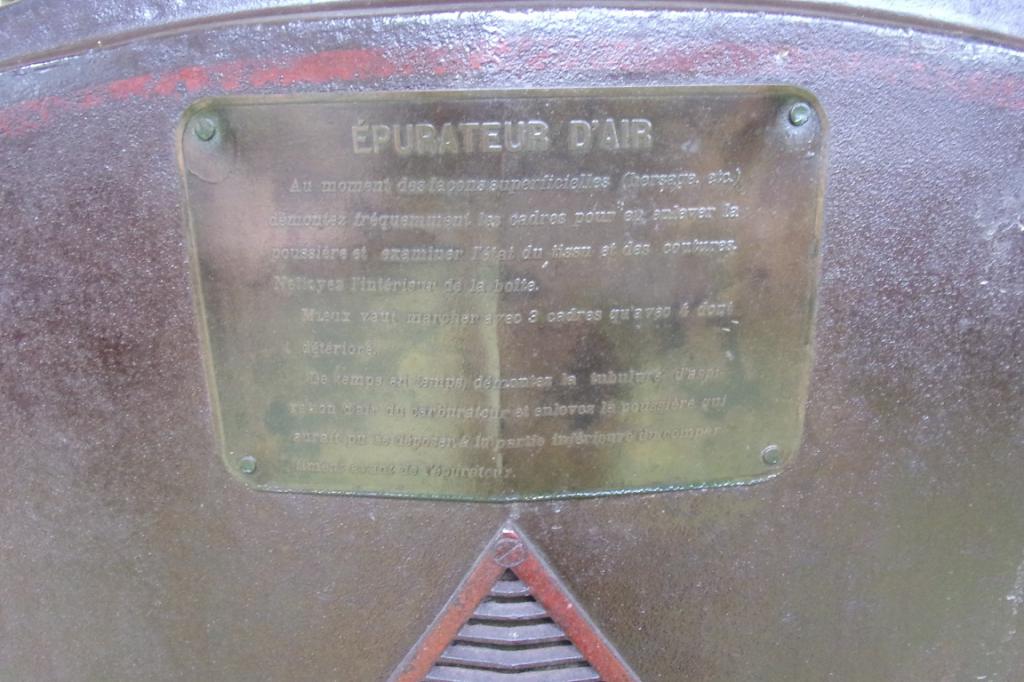 ÉPURATEUR D'AIR
Au moment des façons superficielles (hersage, etc.)
démontez fréquemment les cadres pour en enlever la
poussière et examiner l'état du tissu et des coutures.
Nettoyez l'intérieur de la boîte.
Mieux vaut marcher avec 3 cadres qu'avec 4 dont
1 détérioré.
De temps en temps, démontez la tubulure d'aspi-
ration d'air du carburateur et enlevez la poussière qui
aurait pu se déposer à la partie inférieure du compar-
timent avant de l'épurateur.